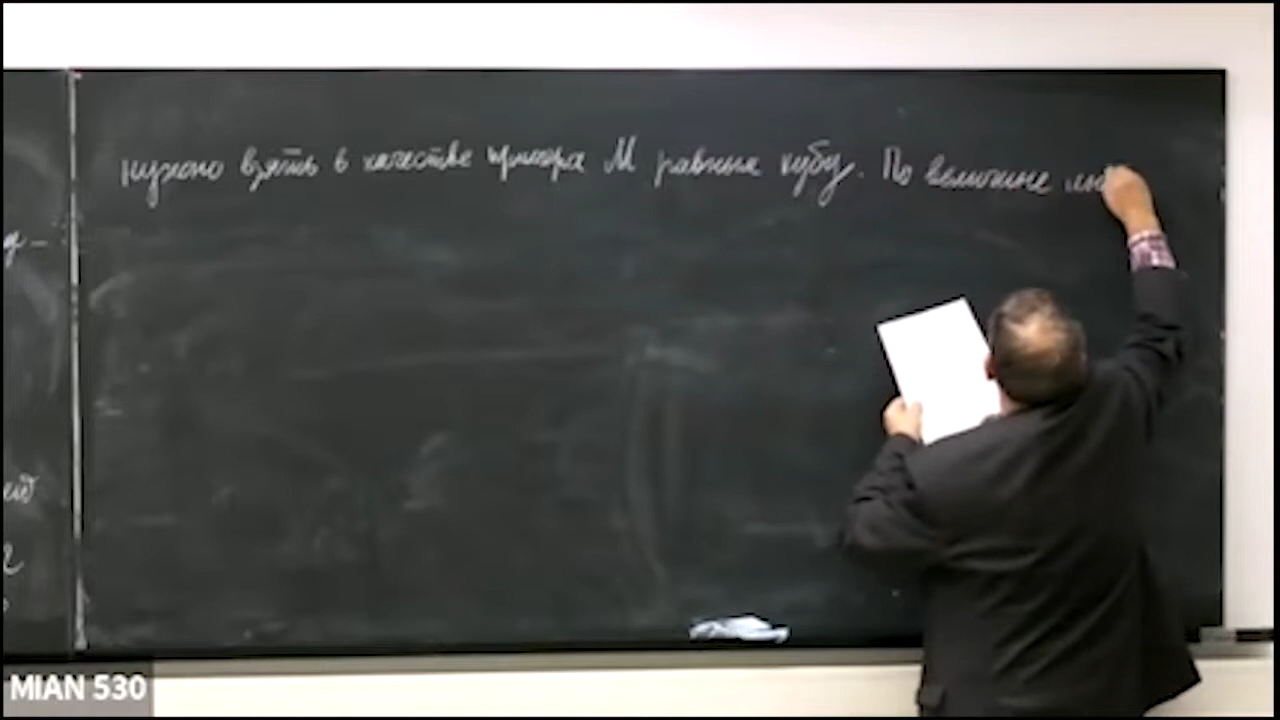 нужно взять в качестве примера M равным кубу. По величине
д-
MIAN 530